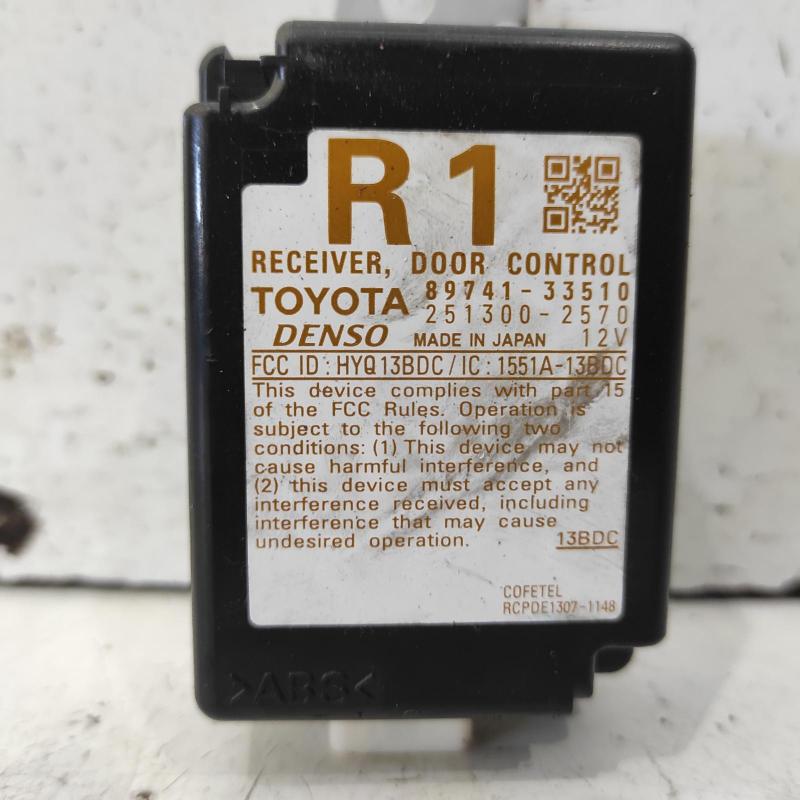 R 1
RECEIVER, DOOR CONTROL
TOYOTA 89741-33510
251300-2570
DENSO MADE IN JAPAN 12V
FCC ID : HYQ13BDC / IC : 1551A-13BDC
This device complies with part 15
of the FCC Rules. Operation is
subject to the following two
conditions: (1) This device may not
cause harmful interference, and
(2) this device must accept any
interference received, including
interference that may cause
undesired operation. 13BDC
COFETEL
RCPDE1307-1148
>ABS<